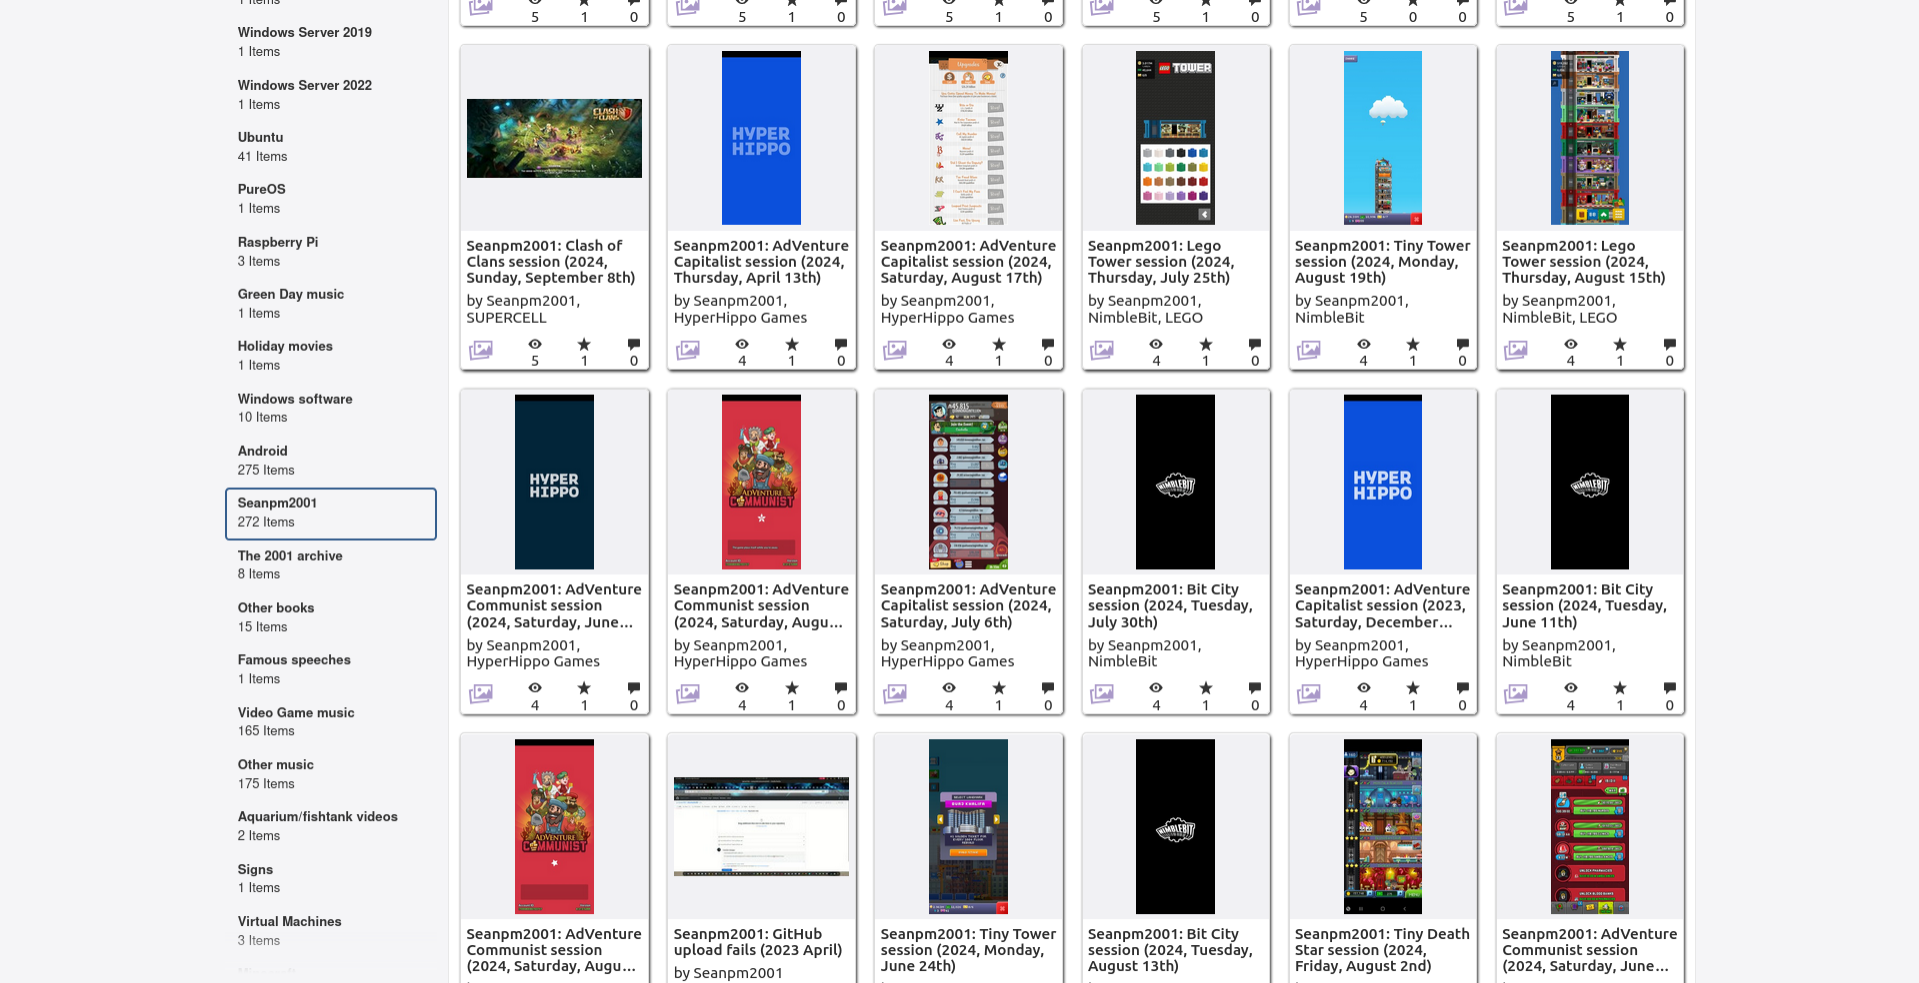 1 Items
Windows Server 2019
1 Items
Windows Server 2022
1 Items
Ubuntu
41 Items
PureOS
1 Items
Raspberry Pi
3 Items
Green Day music
1 Items
Holiday movies
1 Items
Windows software
10 Items
Android
275 Items
Seanpm2001
272 Items
The 2001 archive
8 Items
Other books
15 Items
Famous speeches
1 Items
Video Game music
165 Items
Other music
175 Items
Aquarium/fishtank videos
2 Items
Signs
1 Items
Virtual Machines
3 Items
5 1 0
5 1 0
5 1 0
5 1 0
5 0 0
5 1 0
CLASH OF CLANS
HYPER
HIPPO
Upgrades
LEGO TOWER
Seanpm2001: Clash of
Clans session (2024,
Sunday, September 8th)
by Seanpm2001,
SUPERCELL
5 1 0
Seanpm2001: AdVenture
Capitalist session (2024,
Thursday, April 13th)
by Seanpm2001,
HyperHippo Games
4 1 0
Seanpm2001: AdVenture
Capitalist session (2024,
Saturday, August 17th)
by Seanpm2001,
HyperHippo Games
4 1 0
Seanpm2001: Lego
Tower session (2024,
Thursday, July 25th)
by Seanpm2001,
NimbleBit, LEGO
4 1 0
Seanpm2001: Tiny Tower
session (2024, Monday,
August 19th)
by Seanpm2001,
NimbleBit
4 1 0
Seanpm2001: Lego
Tower session (2024,
Thursday, August 15th)
by Seanpm2001,
NimbleBit, LEGO
4 1 0
HYPER
HIPPO
ADVENTURE
COMMUNIST
NIMBLEBIT
HYPER
HIPPO
NIMBLEBIT
Seanpm2001: AdVenture
Communist session
(2024, Saturday, June...
by Seanpm2001,
HyperHippo Games
4 1 0
Seanpm2001: AdVenture
Communist session
(2024, Saturday, Augu...
by Seanpm2001,
HyperHippo Games
4 1 0
Seanpm2001: AdVenture
Capitalist session (2024,
Saturday, July 6th)
by Seanpm2001,
HyperHippo Games
4 1 0
Seanpm2001: Bit City
session (2024, Tuesday,
July 30th)
by Seanpm2001,
NimbleBit
4 1 0
Seanpm2001: AdVenture
Capitalist session (2023,
Saturday, December...
by Seanpm2001,
HyperHippo Games
4 1 0
Seanpm2001: Bit City
session (2024, Tuesday,
June 11th)
by Seanpm2001,
NimbleBit
4 1 0
ADVENTURE
COMMUNIST
NIMBLEBIT
Seanpm2001: AdVenture
Communist session
(2024, Saturday, Augu...
Seanpm2001: GitHub
upload fails (2023 April)
by Seanpm2001
Seanpm2001: Tiny Tower
session (2024, Monday,
June 24th)
Seanpm2001: Bit City
session (2024, Tuesday,
August 13th)
Seanpm2001: Tiny Death
Star session (2024,
Friday, August 2nd)
Seanpm2001: AdVenture
Communist session
(2024, Saturday, June...